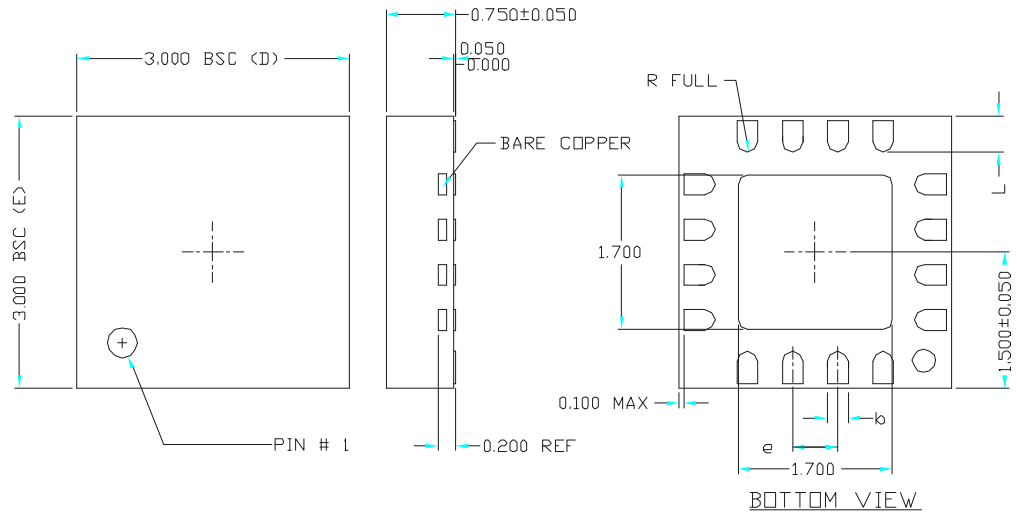 0.750±0.050
3.000 BSC (D)
0.050
0.000
R FULL
BARE COPPER
L
3.000 BSC (E)
1.700
1.500±0.050
0.100 MAX
b
PIN # 1
0.200 REF
e
1.700
BOTTOM VIEW